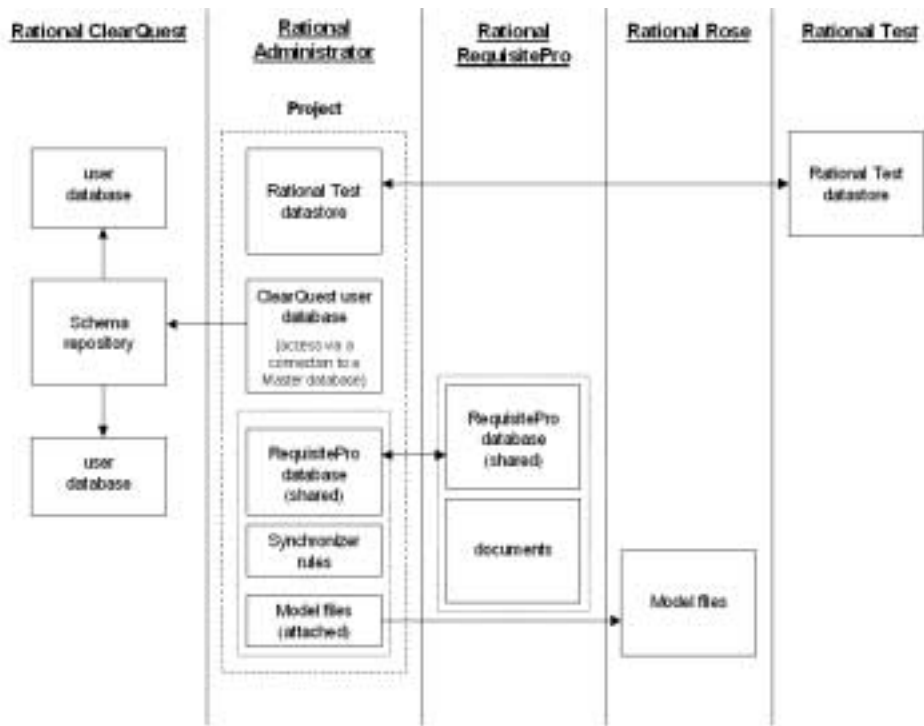 Rational ClearQuest
Rational
Administrator
Rational
RequisitePro
Rational Rose
Rational Test
Project
user
database
Schema
repository
user
database
Rational Test
datastore
ClearQuest user
database
(access via a
connection to a
Master database)
RequisitePro
database
(shared)
Synchronizer
rules
Model files
(attached)
RequisitePro
database
(shared)
documents
Model files
Rational Test
datastore